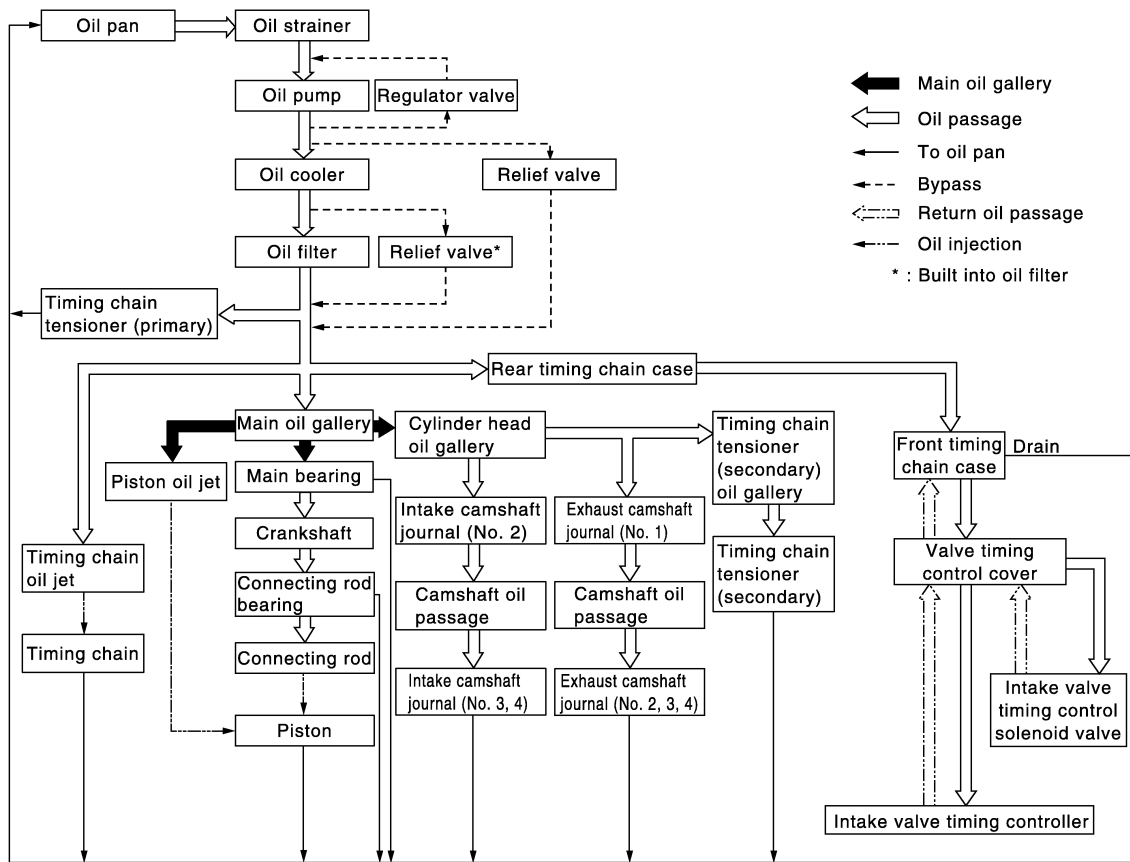 Oil pan
Oil strainer
Oil pump
Regulator valve
Oil cooler
Relief valve
Oil filter
Relief valve*
Main oil gallery
Oil passage
To oil pan
Bypass
Return oil passage
Oil injection
* : Built into oil filter
Timing chain
tensioner (primary)
Rear timing chain case
Main oil gallery
Cylinder head
oil gallery
Timing chain
tensioner
(secondary)
oil gallery
Front timing
chain case
Drain
Piston oil jet
Main bearing
Intake camshaft
journal (No. 2)
Exhaust camshaft
journal (No. 1)
Crankshaft
Timing chain
oil jet
Timing chain
tensioner
(secondary)
Valve timing
control cover
Connecting rod
bearing
Camshaft oil
passage
Camshaft oil
passage
Timing chain
Connecting rod
Intake camshaft
journal (No. 3, 4)
Exhaust camshaft
journal (No. 2, 3, 4)
Intake valve
timing control
solenoid valve
Piston
Intake valve timing controller